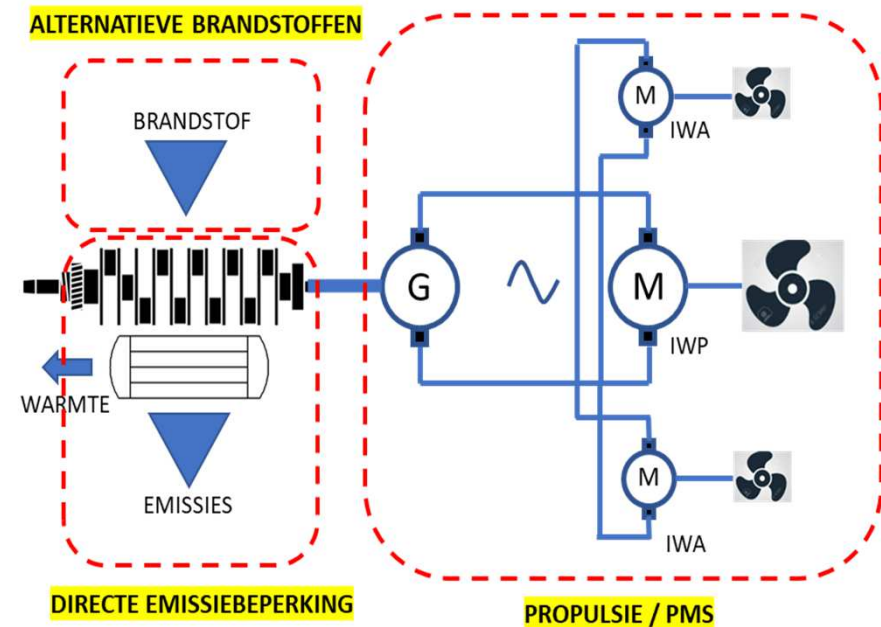 ALTERNATIEVE BRANDSTOFFEN
BRANDSTOF
WARMTE
EMISSIES
DIRECTE EMISSIEBEPERKING
G
M
IWA
M
IWP
M
IWA
PROPULSIE / PMS